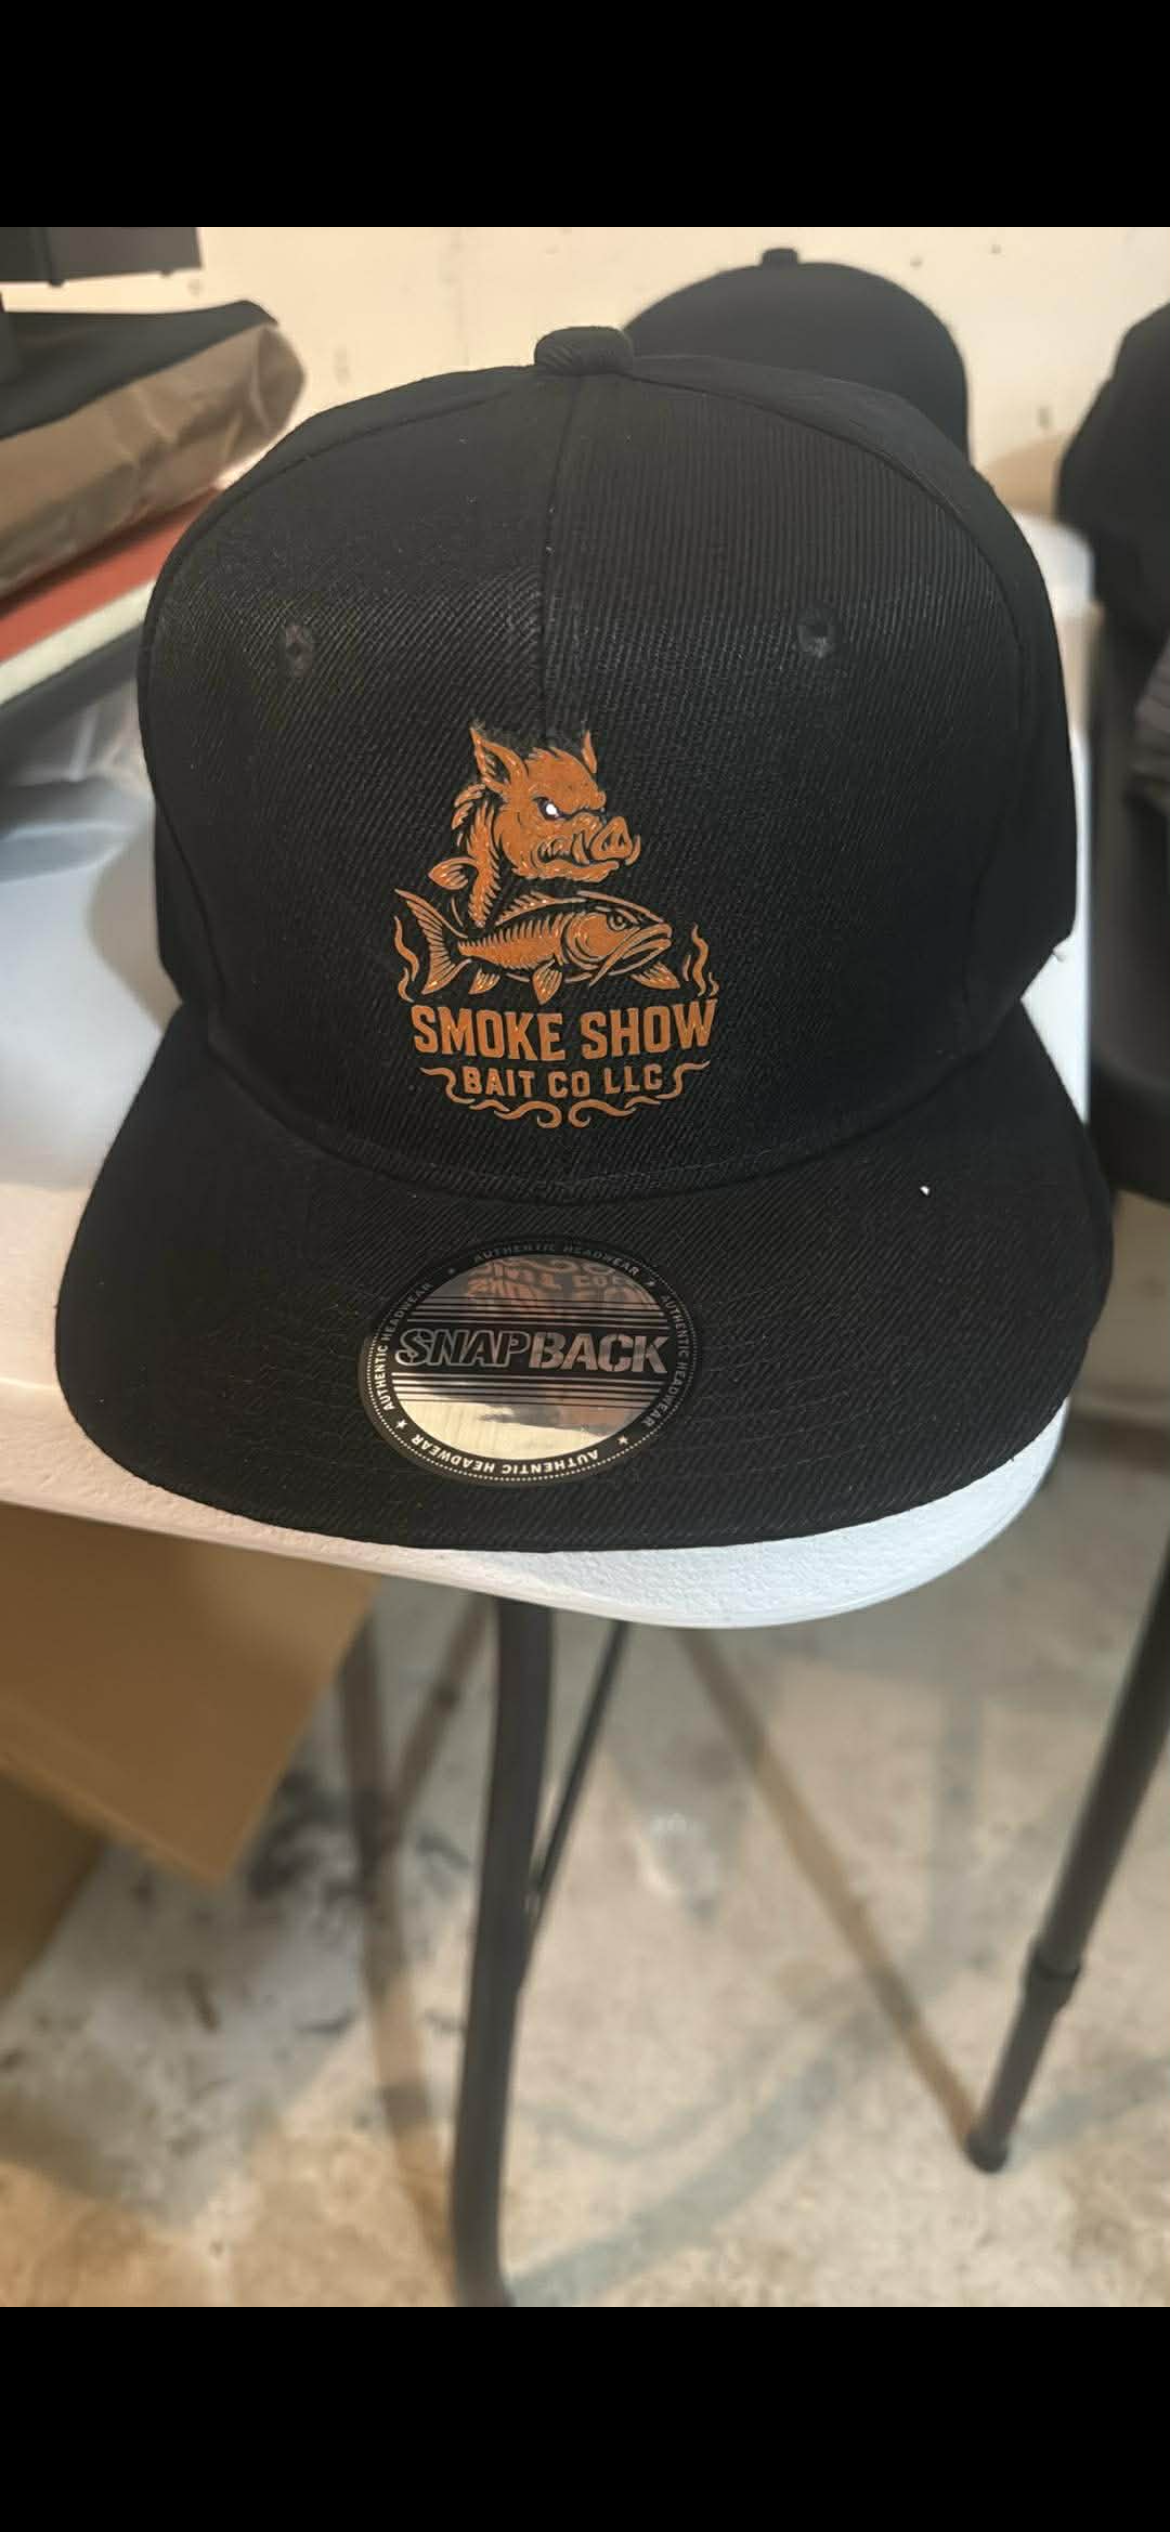 SMOKE SHOW
BAIT CO LLC
AUTHENTIC HEADWEAR ★ AUTHENTIC HEADWEAR ★ AUTHENTIC HEADWEAR ★ AUTHENTIC HEADWEAR ★
SNAPBACK